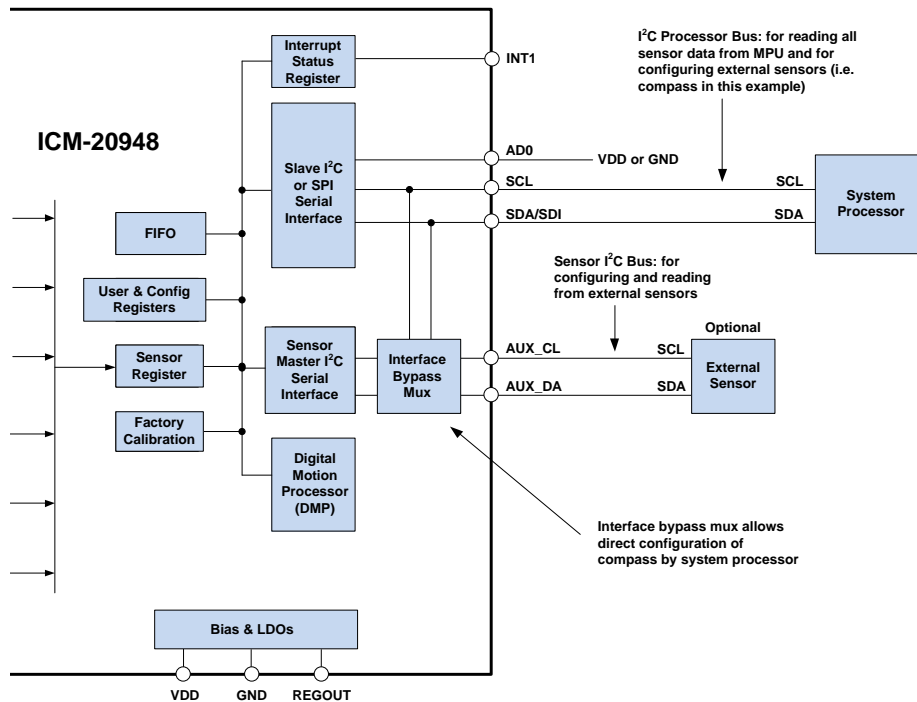 Interrupt
Status
Register
INT1
I²C Processor Bus: for reading all
sensor data from MPU and for
configuring external sensors (i.e.
compass in this example)
ICM-20948
Slave I²C
or SPI
Serial
Interface
AD0
VDD or GND
SCL
SCL
SDA/SDI
SDA
System
Processor
FIFO
User & Config
Registers
Sensor I²C Bus: for
configuring and reading
from external sensors
Sensor
Register
Sensor
Master I²C
Serial
Interface
Interface
Bypass
Mux
AUX_CL
SCL
AUX_DA
SDA
Optional
External
Sensor
Factory
Calibration
Digital
Motion
Processor
(DMP)
Interface bypass mux allows
direct configuration of
compass by system processor
Bias & LDOs
VDD
GND
REGOUT